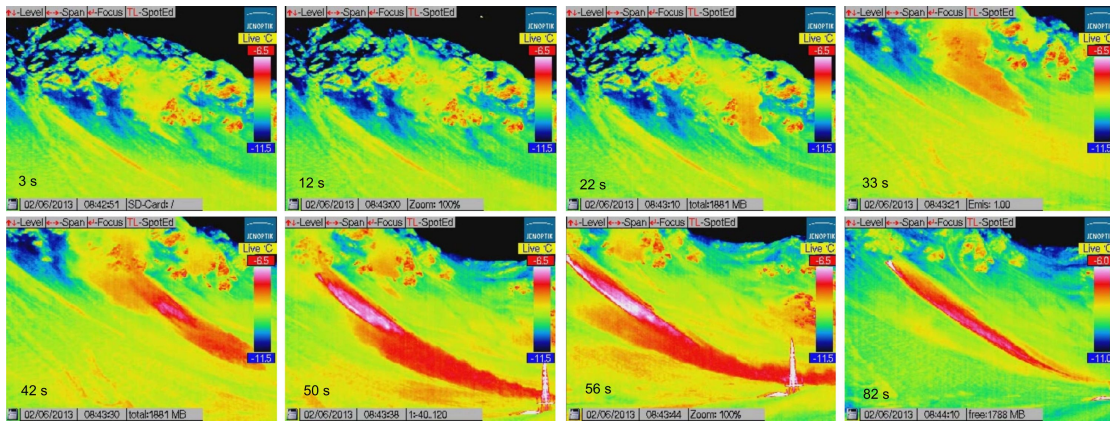 ↑↓-Level ←→-Span ↵-Focus TL-SpotEd
JENOPTIK
Live °C
-6.5
-11.5
3 s
02/06/2013 08:42:51 SD-Card: /
↑↓-Level ←→-Span ↵-Focus TL-SpotEd
JENOPTIK
Live °C
-6.5
-11.5
12 s
02/06/2013 08:43:00 Zoom: 100%
↑↓-Level ←→-Span ↵-Focus TL-SpotEd
JENOPTIK
Live °C
-6.5
-11.5
22 s
02/06/2013 08:43:10 total:1881 MB
↑↓-Level ←→-Span ↵-Focus TL-SpotEd
JENOPTIK
Live °C
-6.5
-11.5
33 s
02/06/2013 08:43:21 Emis: 1.00
↑↓-Level ←→-Span ↵-Focus TL-SpotEd
JENOPTIK
Live °C
-6.5
-11.5
42 s
02/06/2013 08:43:30 total:1881 MB
↑↓-Level ←→-Span ↵-Focus TL-SpotEd
JENOPTIK
Live °C
-6.5
-11.5
50 s
02/06/2013 08:43:38 1:-40..120
↑↓-Level ←→-Span ↵-Focus TL-SpotEd
JENOPTIK
Live °C
-6.5
-11.5
56 s
02/06/2013 08:43:44 Zoom: 100%
↑↓-Level ←→-Span ↵-Focus TL-SpotEd
JENOPTIK
Live °C
-6.0
-11.0
82 s
02/06/2013 08:44:10 free:1788 MB